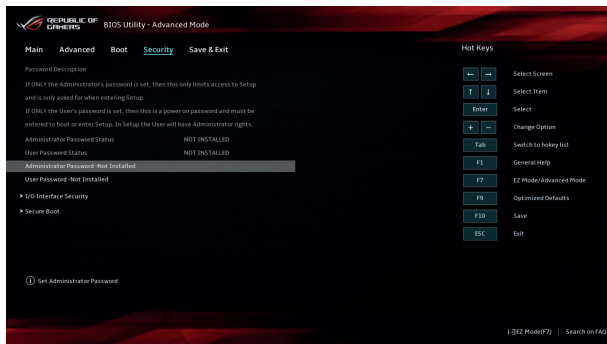 REPUBLIC OF
GAMERS
BIOS Utility - Advanced Mode
Main Advanced Boot Security Save & Exit
Password Description
If ONLY the Administrator's password is set, then this only limits access to Setup
and is only asked for when entering Setup.
If ONLY the User's password is set, then this is a power on password and must be
entered to boot or enter Setup. In Setup the User will have Administrator rights.
Administrator Password Status NOT INSTALLED
User Password Status NOT INSTALLED
Administrator Password -Not Installed
User Password -Not Installed
➤ I/O Interface Security
➤ Secure Boot
Set Administrator Password
Hot Keys
← → Select Screen
↑ ↓ Select Item
Enter Select
+ − Change Option
Tab Switch to hokey list
F1 General Help
F7 EZ Mode/Advanced Mode
F9 Optimized Defaults
F10 Save
ESC Exit
EZ Mode(F7) | Search on FAQ